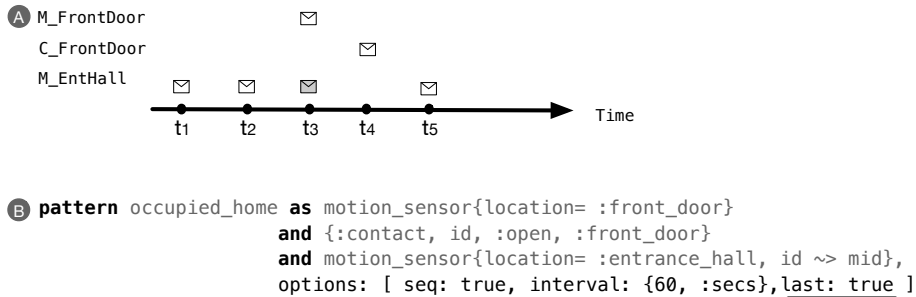 A M_FrontDoor
C_FrontDoor
M_EntHall
t1 t2 t3 t4 t5 Time
B pattern occupied_home as motion_sensor{location= :front_door}
and {:contact, id, :open, :front_door}
and motion_sensor{location= :entrance_hall, id ~> mid},
options: [ seq: true, interval: {60, :secs},last: true ]